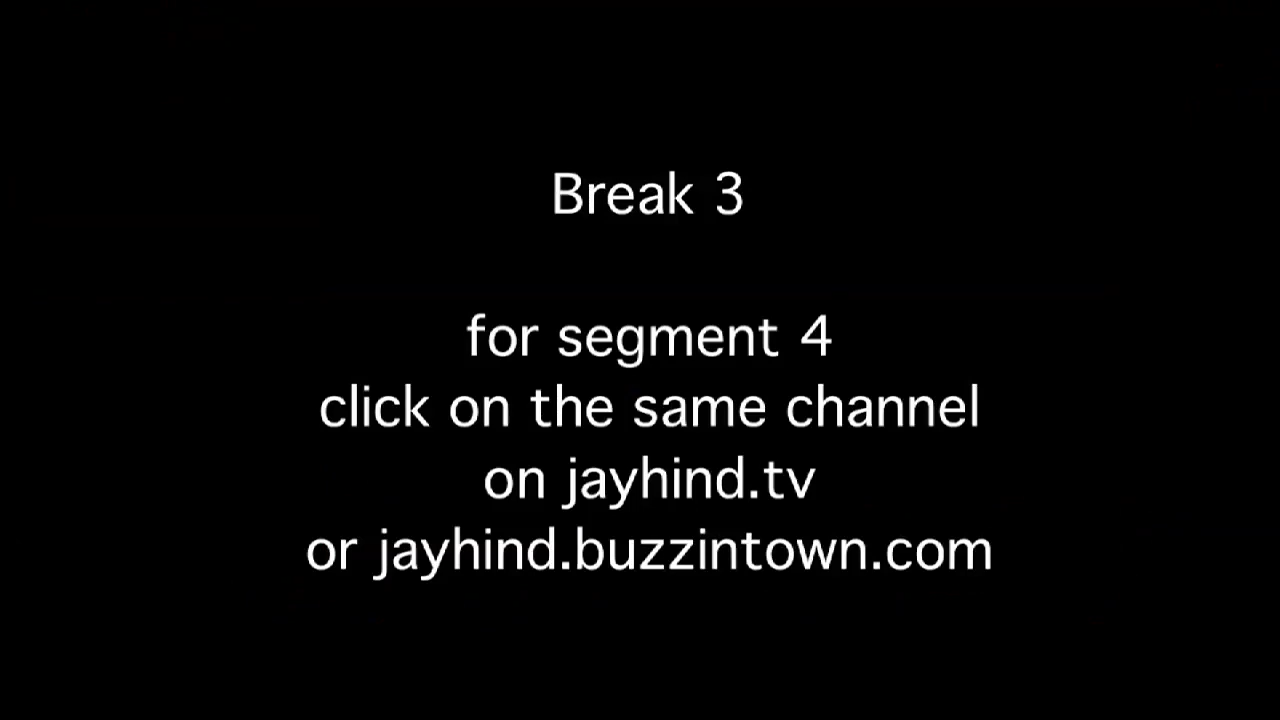 Break 3
for segment 4
click on the same channel
on jayhind.tv
or jayhind.buzzintown.com